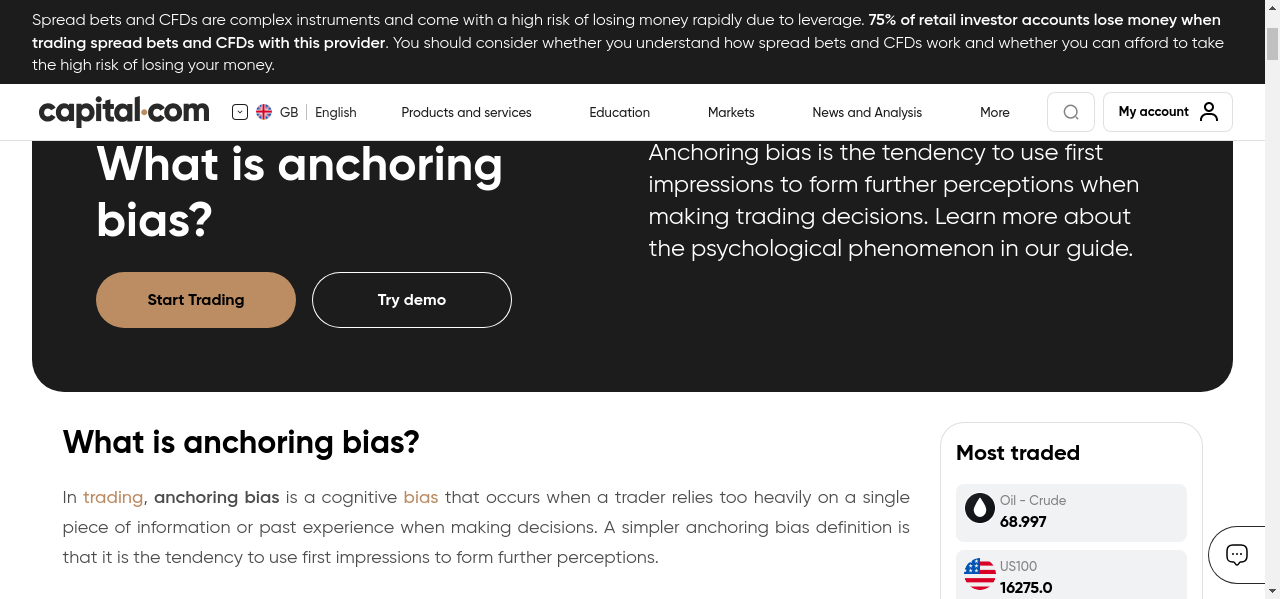 Spread bets and CFDs are complex instruments and come with a high risk of losing money rapidly due to leverage. 75% of retail investor accounts lose money when
trading spread bets and CFDs with this provider. You should consider whether you understand how spread bets and CFDs work and whether you can afford to take
the high risk of losing your money.
capital.com GB English Products and services Education Markets News and Analysis More My account
What is anchoring
bias?
Start Trading Try demo
Anchoring bias is the tendency to use first
impressions to form further perceptions when
making trading decisions. Learn more about
the psychological phenomenon in our guide.
What is anchoring bias?
In trading, anchoring bias is a cognitive bias that occurs when a trader relies too heavily on a single
piece of information or past experience when making decisions. A simpler anchoring bias definition is
that it is the tendency to use first impressions to form further perceptions.
Most traded
Oil - Crude
68.997
US100
16275.0